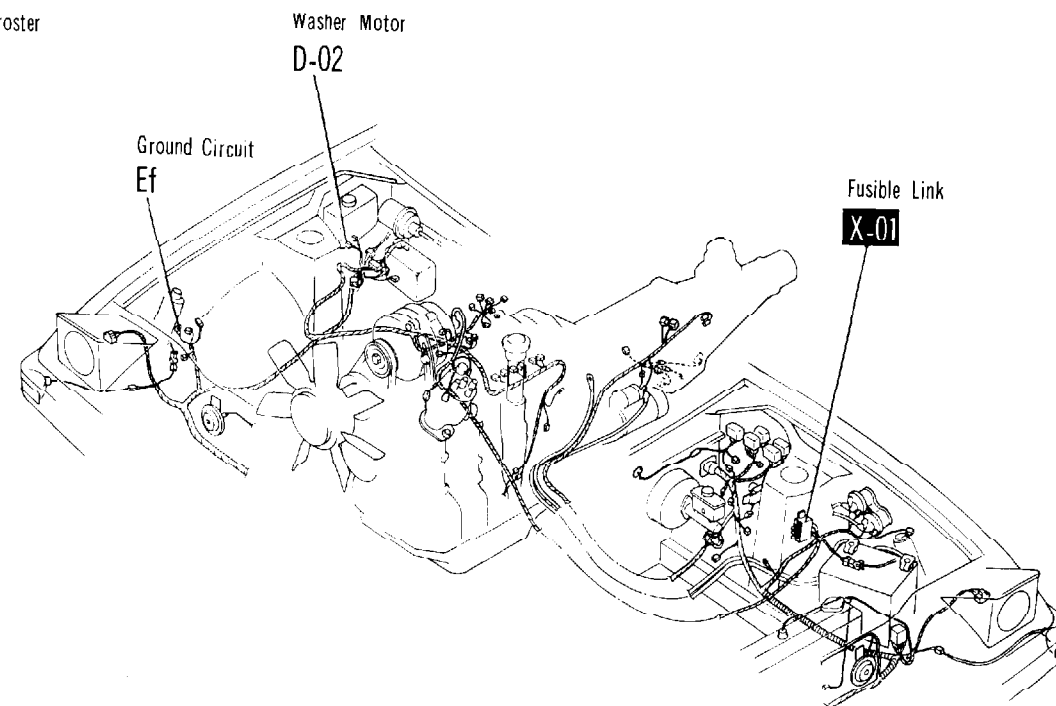 roster
Washer Motor
D-02
Ground Circuit
Ef
Fusible Link
X-01